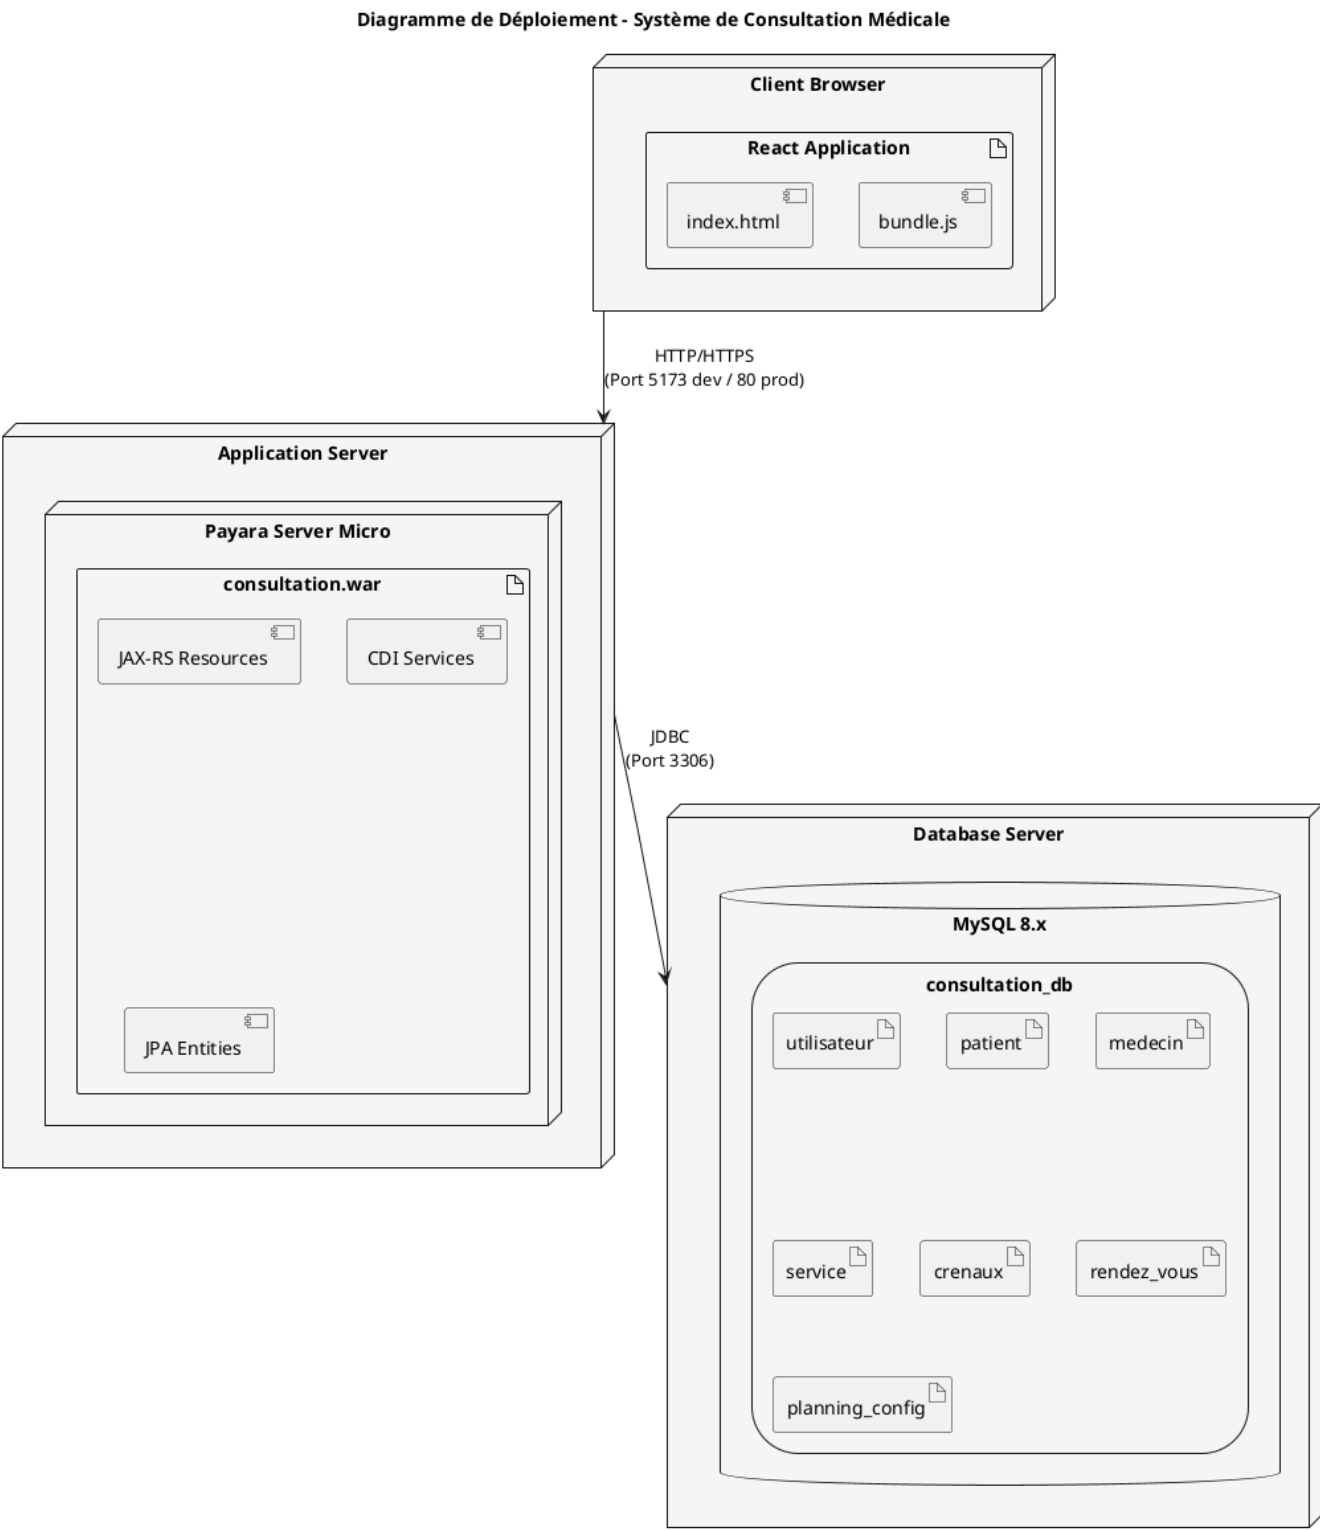 Diagramme de Déploiement - Système de Consultation Médicale
Client Browser
React Application
index.html
bundle.js
HTTP/HTTPS
(Port 5173 dev / 80 prod)
Application Server
Payara Server Micro
consultation.war
JAX-RS Resources
CDI Services
JPA Entities
JDBC
(Port 3306)
Database Server
MySQL 8.x
consultation_db
utilisateur
patient
medecin
service
crenaux
rendez_vous
planning_config